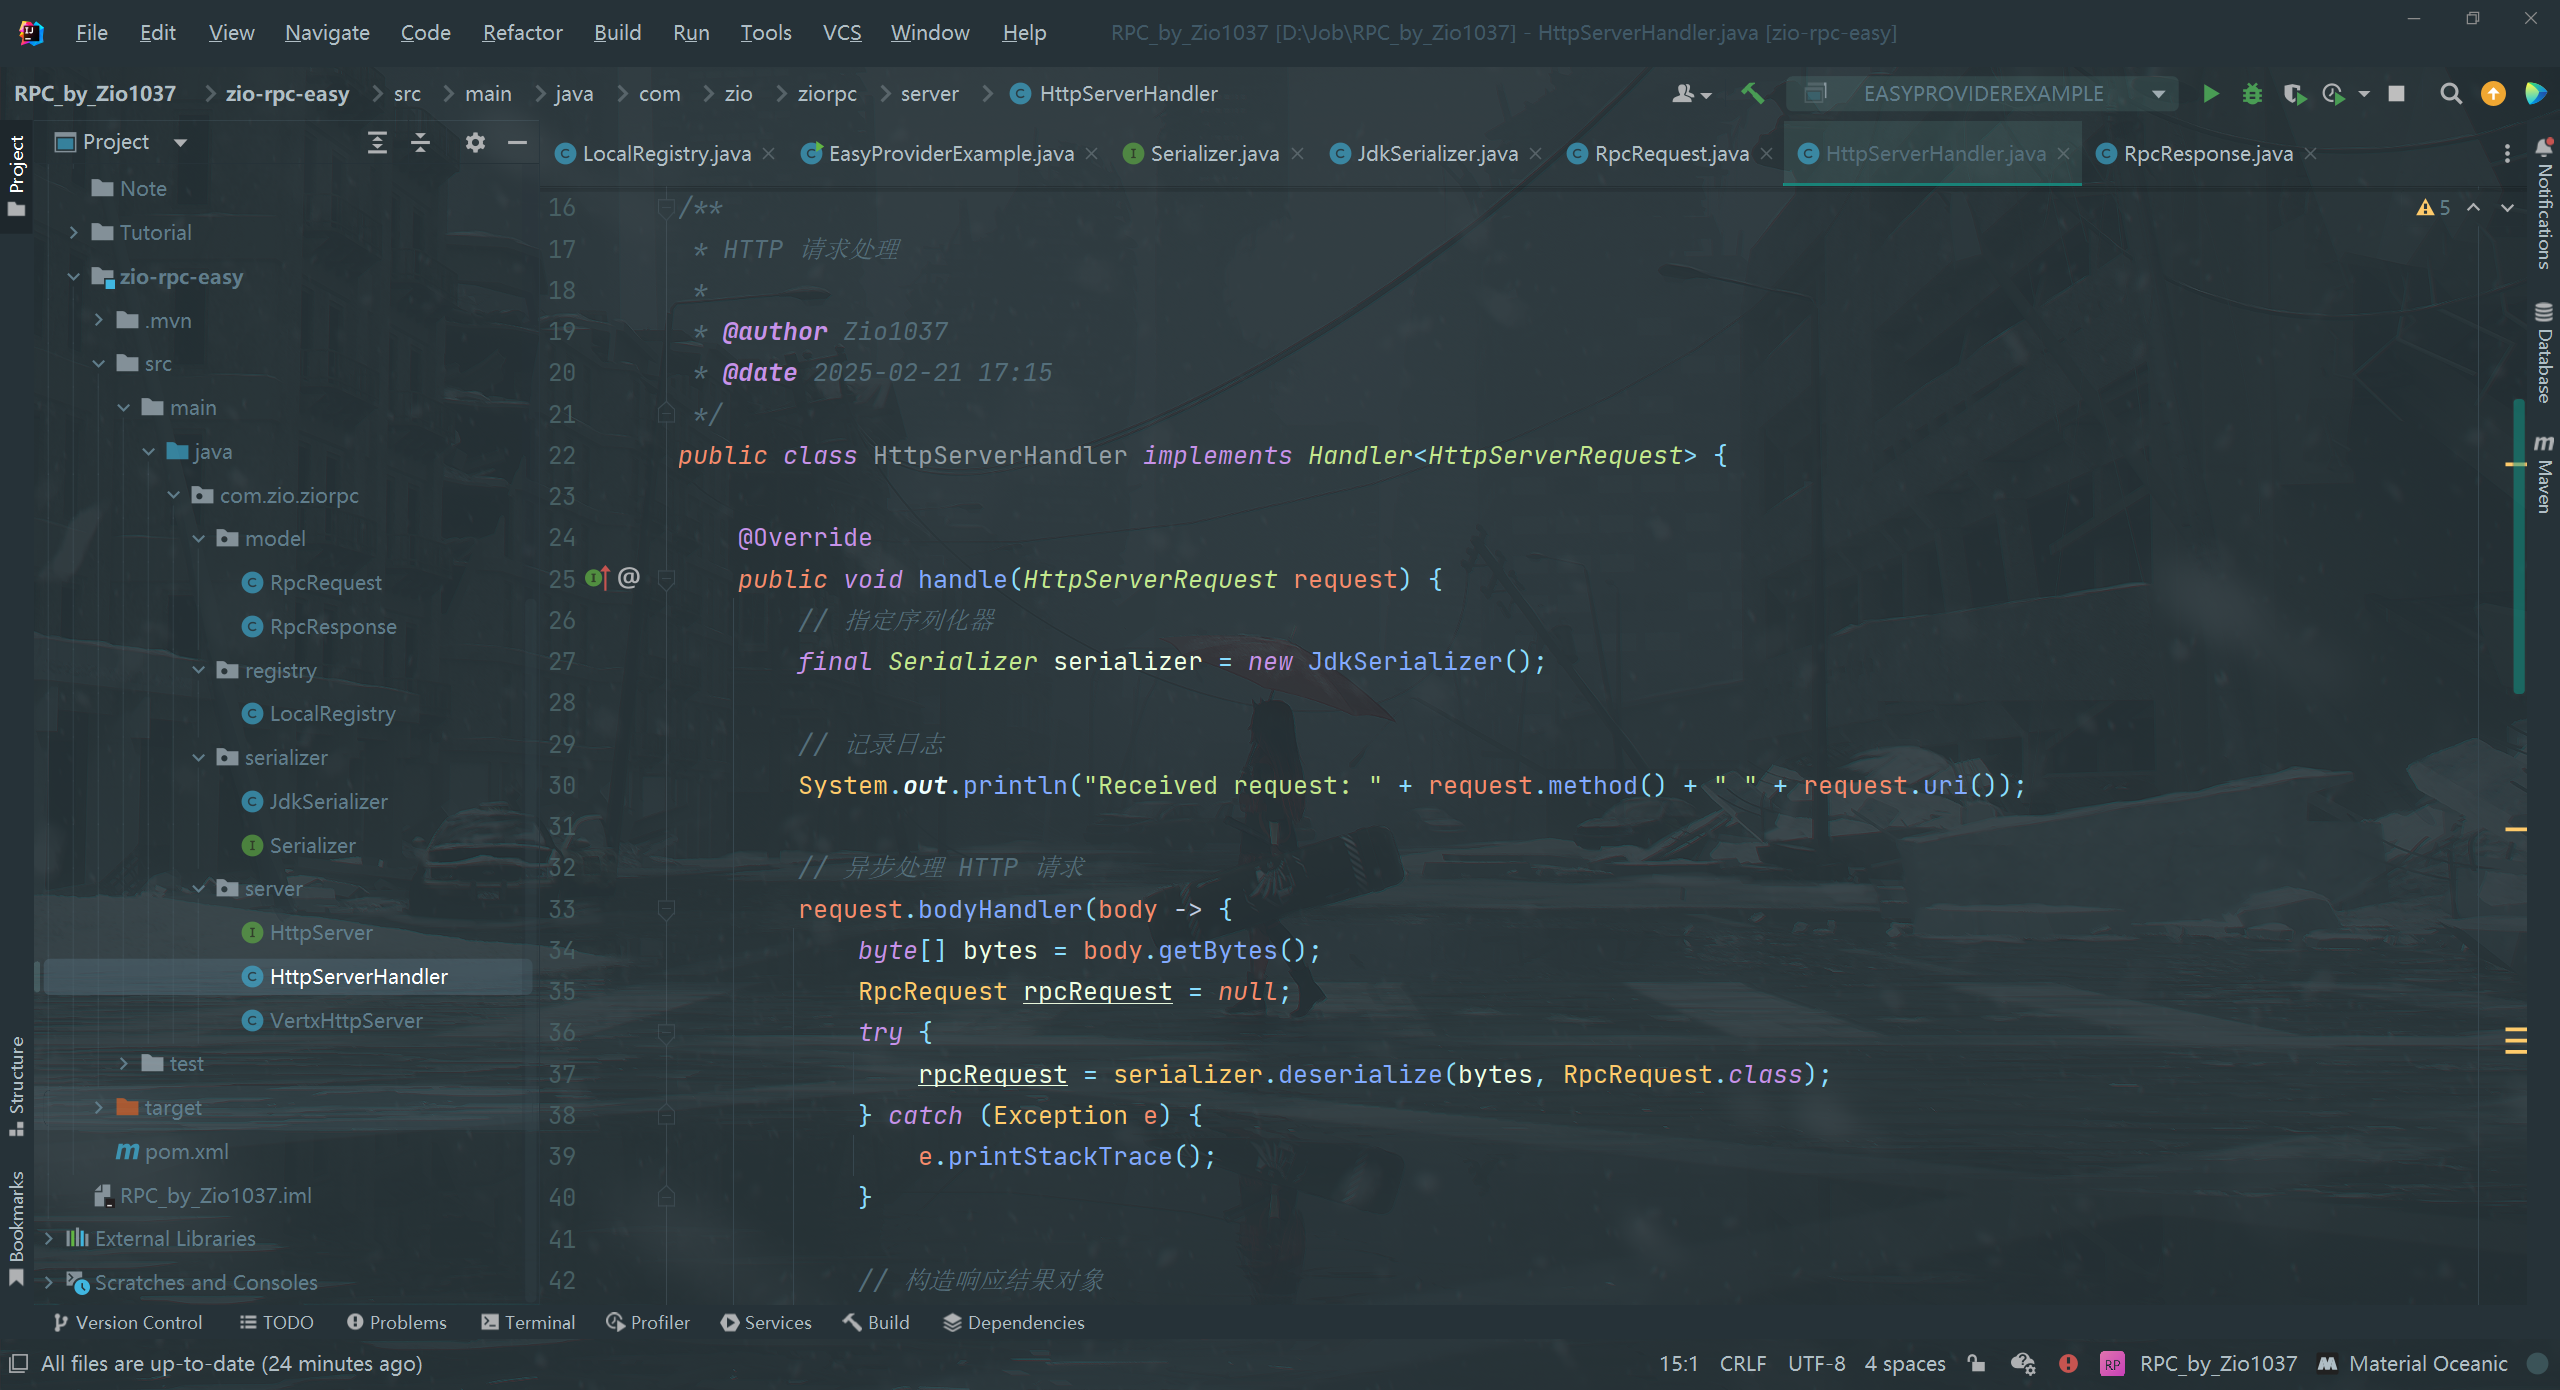 File Edit View Navigate Code Refactor Build Run Tools VCS Window Help RPC_by_Zio1037 [D:\Job\RPC_by_Zio1037] - HttpServerHandler.java [zio-rpc-easy]
RPC_by_Zio1037 zio-rpc-easy src main java com zio ziorpc server HttpServerHandler EASYPROVIDEREXAMPLE
Project
LocalRegistry.java EasyProviderExample.java Serializer.java JdkSerializer.java RpcRequest.java HttpServerHandler.java RpcResponse.java
Project
Structure
Bookmarks
Note
Tutorial
zio-rpc-easy
.mvn
src
main
java
com.zio.ziorpc
model
RpcRequest
RpcResponse
registry
LocalRegistry
serializer
JdkSerializer
Serializer
server
HttpServer
HttpServerHandler
VertxHttpServer
test
target
pom.xml
RPC_by_Zio1037.iml
External Libraries
Scratches and Consoles
16 /**
17 * HTTP 请求处理
18 *
19 * @author Zio1037
20 * @date 2025-02-21 17:15
21 */
22 public class HttpServerHandler implements Handler<HttpServerRequest> {
23
24 @Override
25 @ public void handle(HttpServerRequest request) {
26 // 指定序列化器
27 final Serializer serializer = new JdkSerializer();
28
29 // 记录日志
30 System.out.println("Received request: " + request.method() + " " + request.uri());
31
32 // 异步处理 HTTP 请求
33 request.bodyHandler(body -> {
34 byte[] bytes = body.getBytes();
35 RpcRequest rpcRequest = null;
36 try {
37 rpcRequest = serializer.deserialize(bytes, RpcRequest.class);
38 } catch (Exception e) {
39 e.printStackTrace();
40 }
41
42 // 构造响应结果对象
5
Notifications
Database
Maven
Version Control TODO Problems Terminal Profiler Services Build Dependencies
All files are up-to-date (24 minutes ago) 15:1 CRLF UTF-8 4 spaces RP RPC_by_Zio1037 Material Oceanic